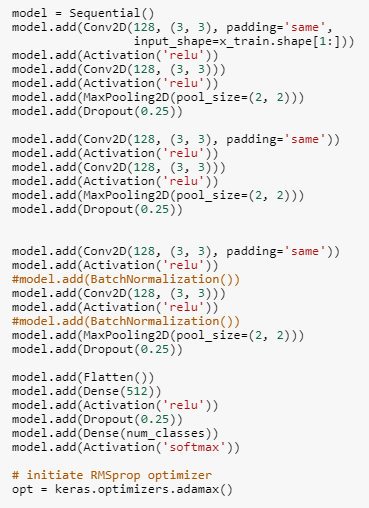 model = Sequential()
model.add(Conv2D(128, (3, 3), padding='same',
                 input_shape=x_train.shape[1:]))
model.add(Activation('relu'))
model.add(Conv2D(128, (3, 3)))
model.add(Activation('relu'))
model.add(MaxPooling2D(pool_size=(2, 2)))
model.add(Dropout(0.25))

model.add(Conv2D(128, (3, 3), padding='same'))
model.add(Activation('relu'))
model.add(Conv2D(128, (3, 3)))
model.add(Activation('relu'))
model.add(MaxPooling2D(pool_size=(2, 2)))
model.add(Dropout(0.25))

model.add(Conv2D(128, (3, 3), padding='same'))
model.add(Activation('relu'))
#model.add(BatchNormalization())
model.add(Conv2D(128, (3, 3)))
model.add(Activation('relu'))
#model.add(BatchNormalization())
model.add(MaxPooling2D(pool_size=(2, 2)))
model.add(Dropout(0.25))

model.add(Flatten())
model.add(Dense(512))
model.add(Activation('relu'))
model.add(Dropout(0.25))
model.add(Dense(num_classes))
model.add(Activation('softmax'))

# initiate RMSprop optimizer
opt = keras.optimizers.adamax()